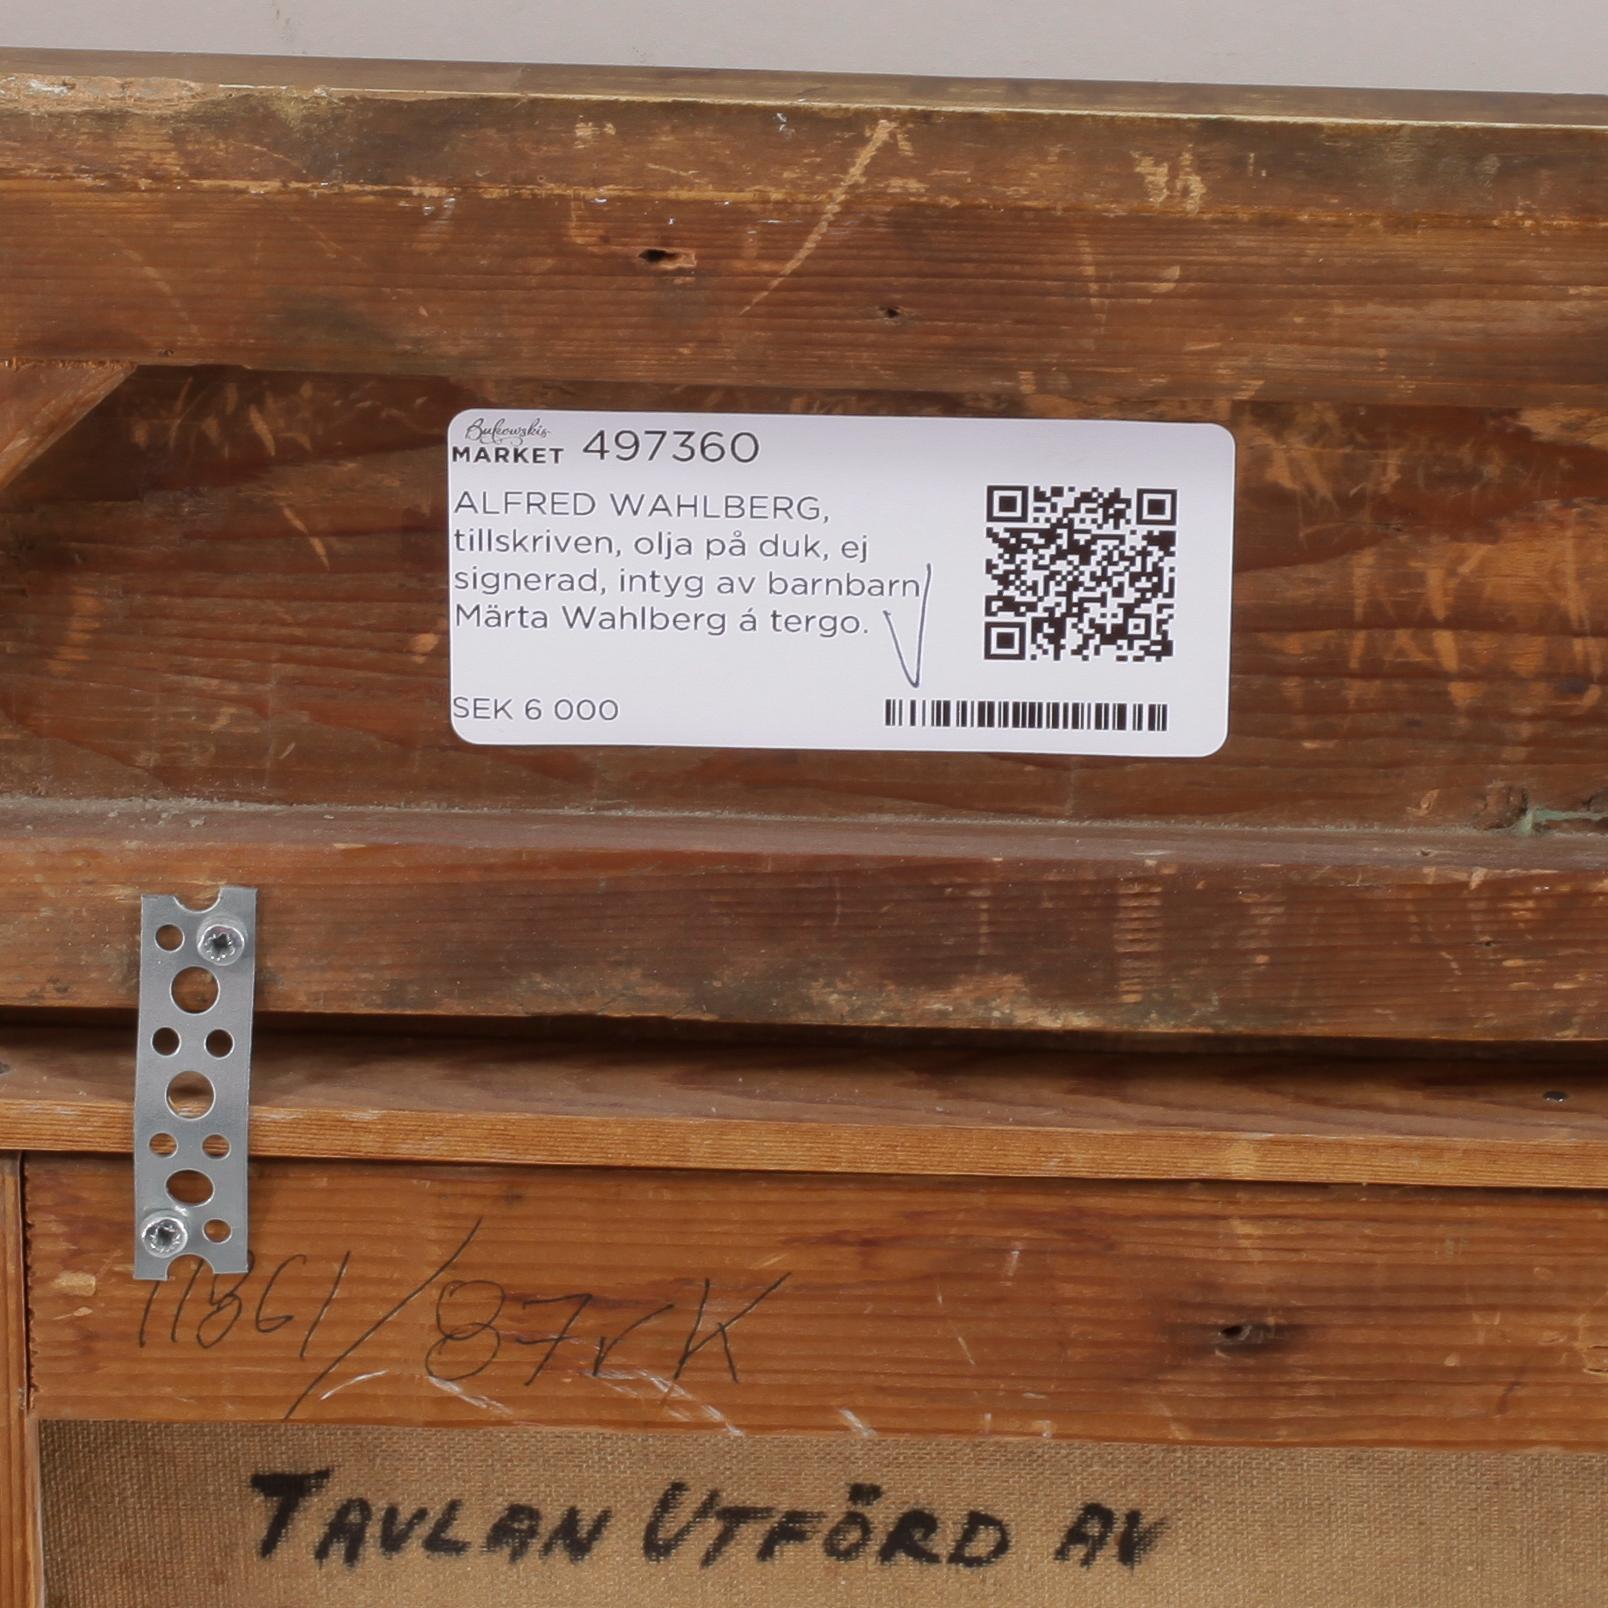 Bukowskis
MARKET 497360
ALFRED WAHLBERG,
tillskriven, olja på duk, ej
signerad, intyg av barnbarn
Märta Wahlberg á tergo.
SEK 6 000
11861/87rK
TAVLAN UTFÖRD AV